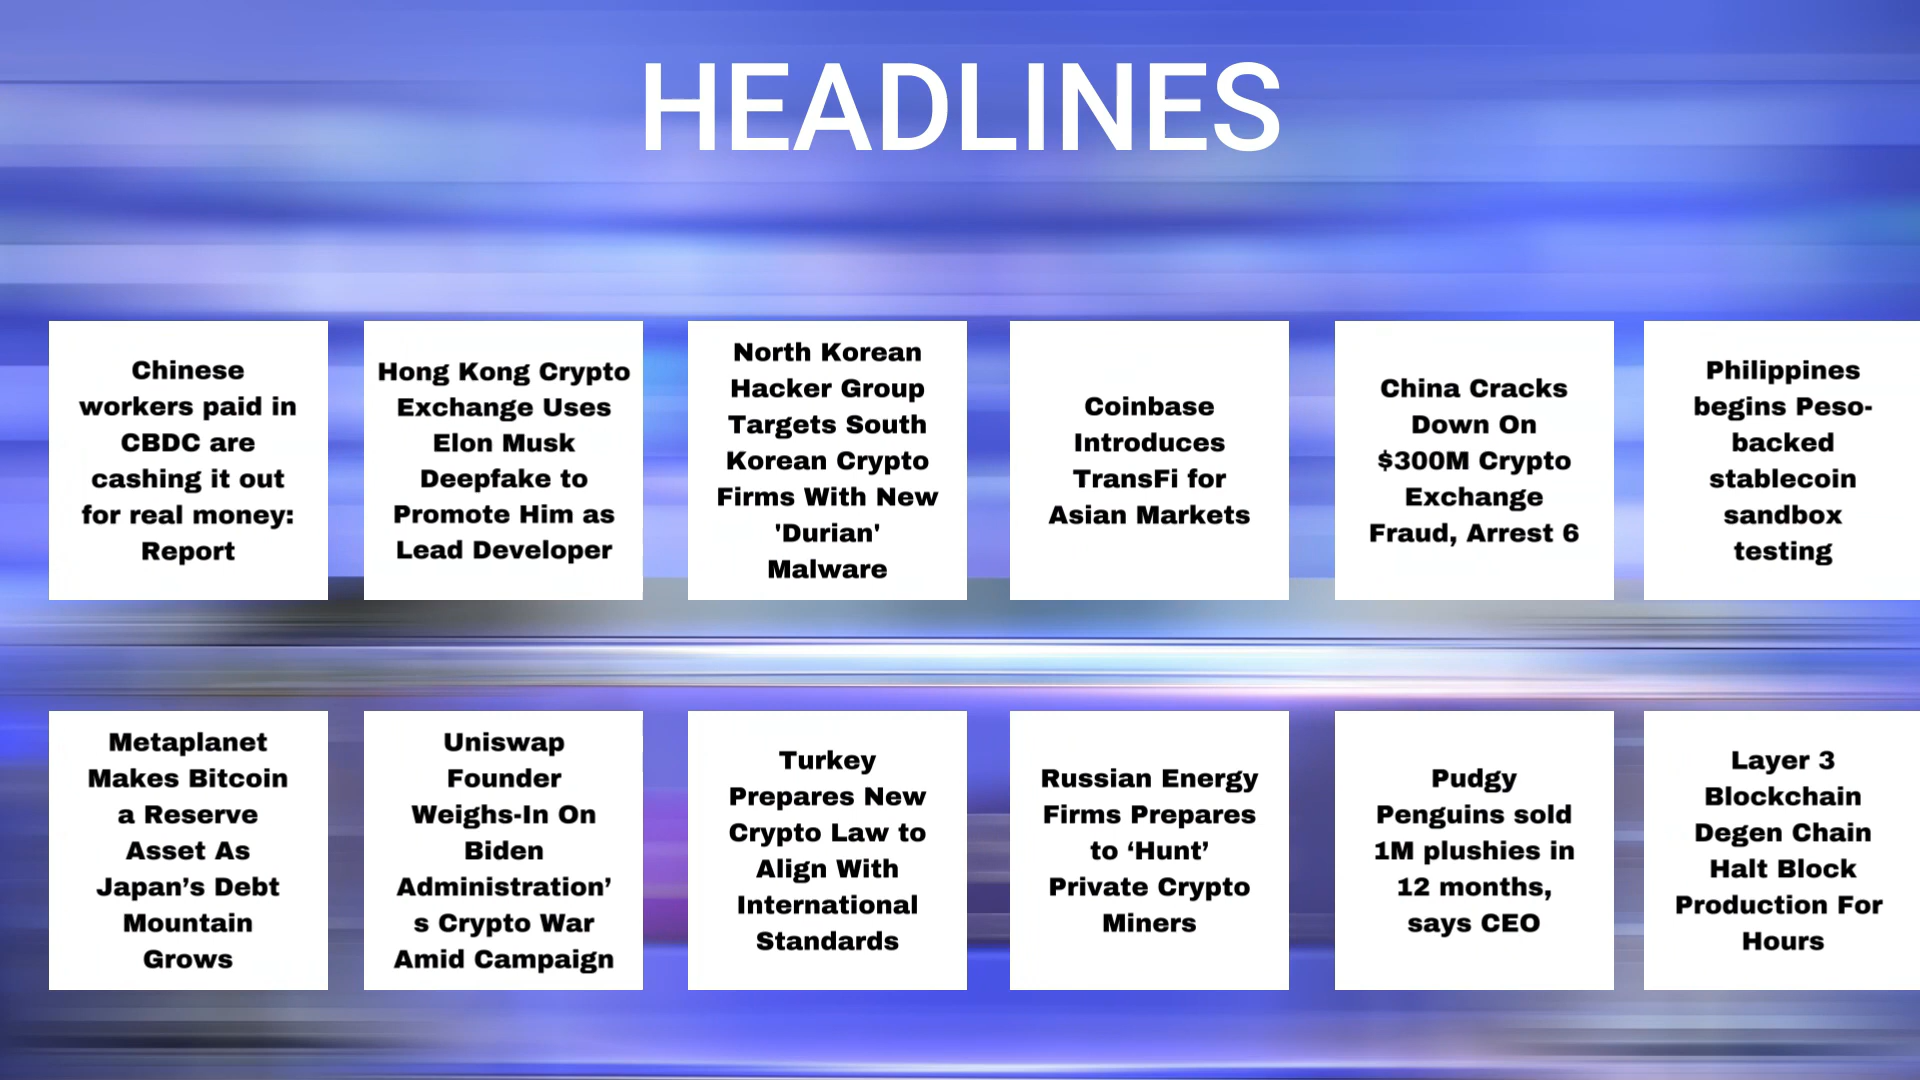 HEADLINES
Chinese
workers paid in
CBDC are
cashing it out
for real money:
Report
Hong Kong Crypto
Exchange Uses
Elon Musk
Deepfake to
Promote Him as
Lead Developer
North Korean
Hacker Group
Targets South
Korean Crypto
Firms With New
'Durian'
Malware
Coinbase
Introduces
TransFi for
Asian Markets
China Cracks
Down On
$300M Crypto
Exchange
Fraud, Arrest 6
Philippines
begins Peso-
backed
stablecoin
sandbox
testing
Metaplanet
Makes Bitcoin
a Reserve
Asset As
Japan’s Debt
Mountain
Grows
Uniswap
Founder
Weighs-In On
Biden
Administration’
s Crypto War
Amid Campaign
Turkey
Prepares New
Crypto Law to
Align With
International
Standards
Russian Energy
Firms Prepares
to ‘Hunt’
Private Crypto
Miners
Pudgy
Penguins sold
1M plushies in
12 months,
says CEO
Layer 3
Blockchain
Degen Chain
Halt Block
Production For
Hours